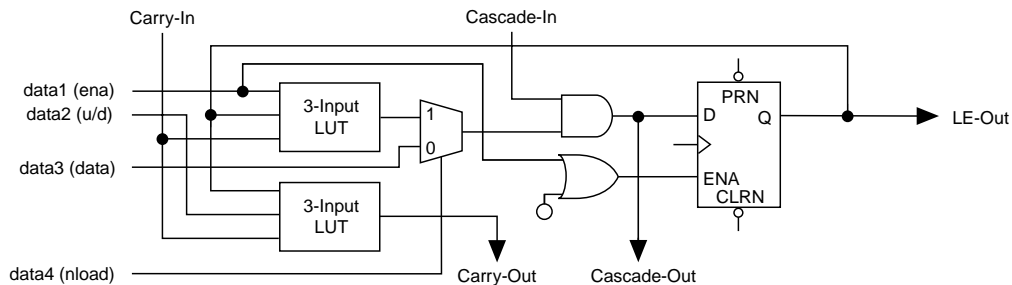 Carry-In
Cascade-In
data1 (ena)
data2 (u/d)
3-Input
LUT
1
0
PRN
D
Q
LE-Out
data3 (data)
ENA
CLRN
3-Input
LUT
data4 (nload)
Carry-Out
Cascade-Out